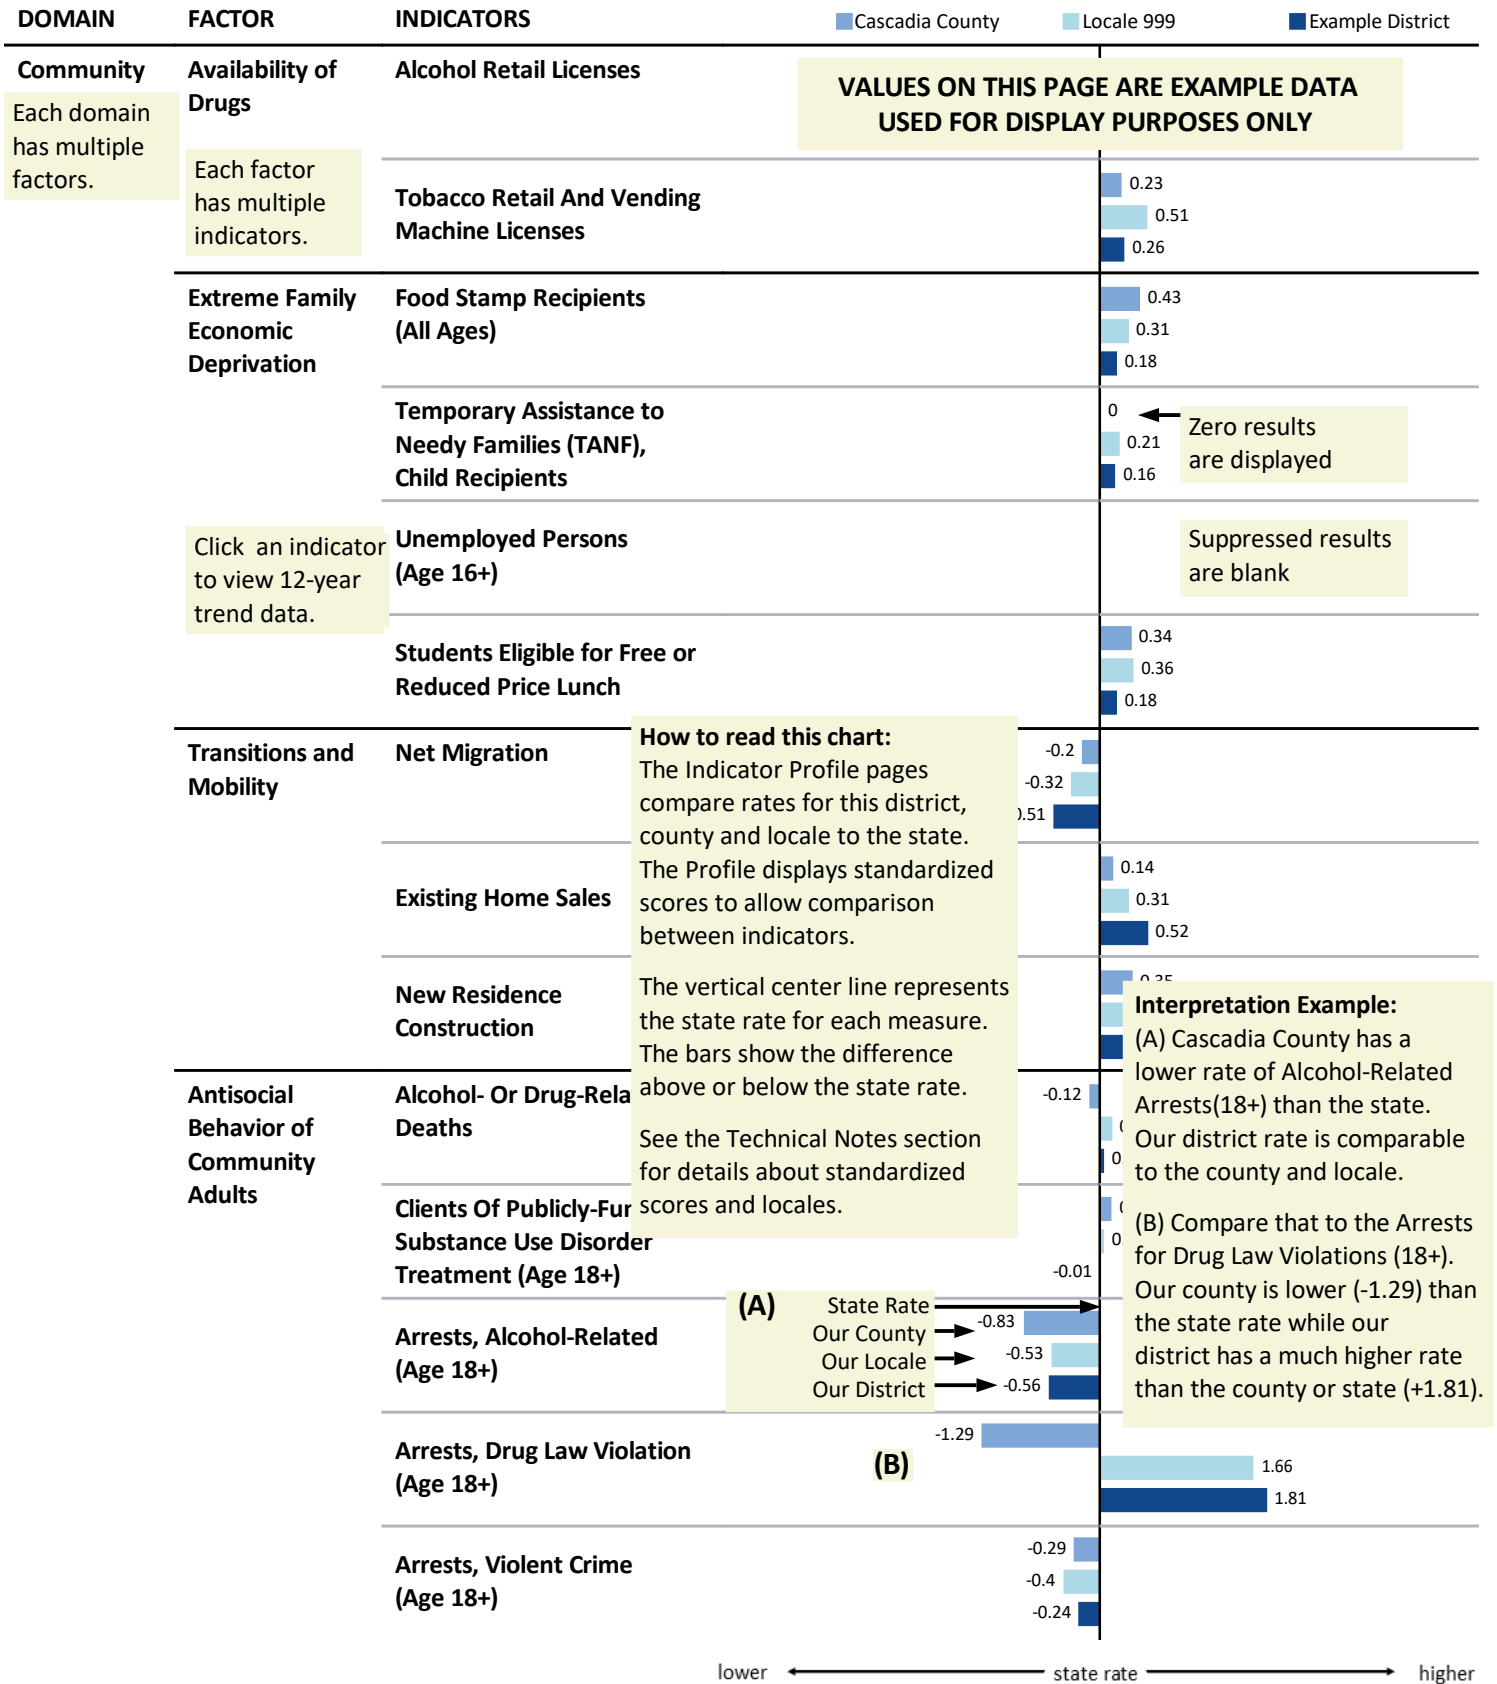 DOMAIN FACTOR INDICATORS Cascadia County Locale 999 Example District
Community
Each domain
has multiple
factors.
Availability of
Drugs
Each factor
has multiple
indicators.
Alcohol Retail Licenses
VALUES ON THIS PAGE ARE EXAMPLE DATA
USED FOR DISPLAY PURPOSES ONLY
Tobacco Retail And Vending
Machine Licenses
0.23
0.51
0.26
Extreme Family
Economic
Deprivation
Food Stamp Recipients
(All Ages)
0.43
0.31
0.18
Temporary Assistance to
Needy Families (TANF),
Child Recipients
0
0.21
0.16
Zero results
are displayed
Click an indicator
to view 12-year
trend data.
Unemployed Persons
(Age 16+)
Suppressed results
are blank
Students Eligible for Free or
Reduced Price Lunch
0.34
0.36
0.18
Transitions and
Mobility
Net Migration
-0.2
-0.32
.51
How to read this chart:
The Indicator Profile pages
compare rates for this district,
county and locale to the state.
The Profile displays standardized
scores to allow comparison
between indicators.
The vertical center line represents
the state rate for each measure.
The bars show the difference
above or below the state rate.
See the Technical Notes section
for details about standardized
scores and locales.
Existing Home Sales
0.14
0.31
0.52
New Residence
Construction
Interpretation Example:
(A) Cascadia County has a
lower rate of Alcohol-Related
Arrests(18+) than the state.
Our district rate is comparable
to the county and locale.
(B) Compare that to the Arrests
for Drug Law Violations (18+).
Our county is lower (-1.29) than
the state rate while our
district has a much higher rate
than the county or state (+1.81).
Antisocial
Behavior of
Community
Adults
Alcohol- Or Drug-Rela
Deaths
-0.12
0.
Clients Of Publicly-Fur
Substance Use Disorder
Treatment (Age 18+)
0.
-0.01
Arrests, Alcohol-Related
(Age 18+)
(A) State Rate
Our County -0.83
Our Locale -0.53
Our District -0.56
Arrests, Drug Law Violation
(Age 18+)
-1.29
(B)
1.66
1.81
Arrests, Violent Crime
(Age 18+)
-0.29
-0.4
-0.24
lower state rate higher